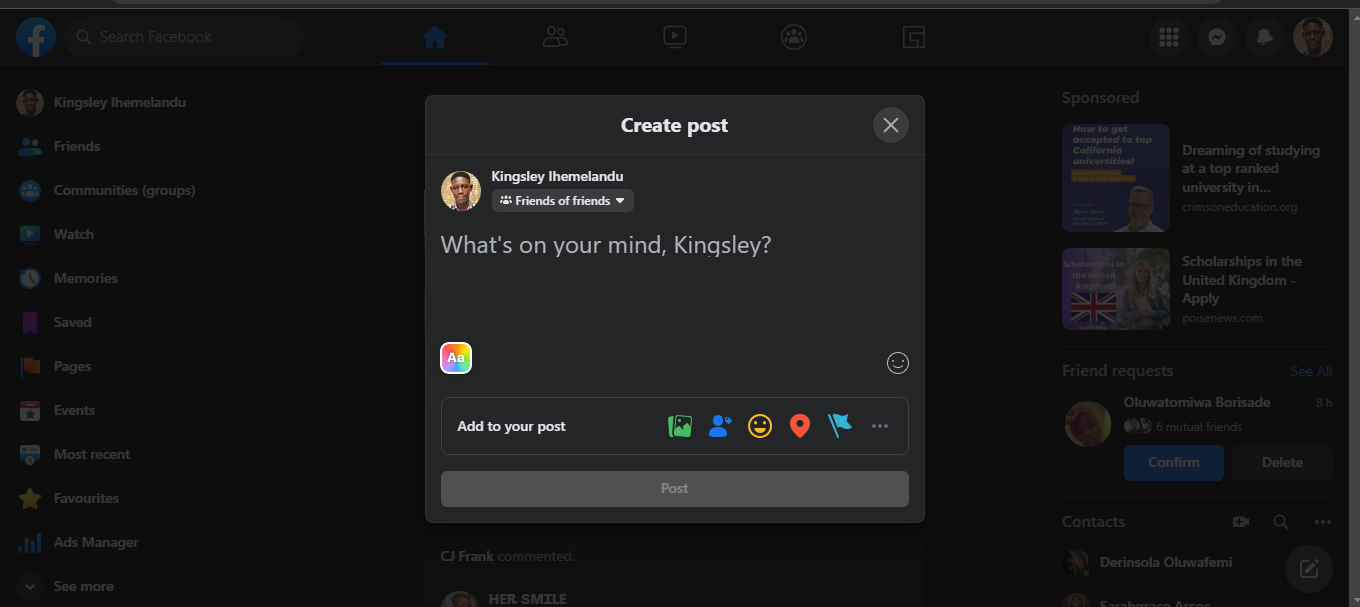 Search Facebook
Kingsley Ihemelandu
Friends
Communities (groups)
Watch
Memories
Saved
Pages
Events
Most recent
Favourites
Ads Manager
See more
Create post
Kingsley Ihemelandu
Friends of friends
What's on your mind, Kingsley?
Aa
Add to your post
Post
CJ Frank commented.
HER SMILE
Sponsored
How to get
accepted to top
California
universities!
Dreaming of studying
at a top ranked
university in...
crimsoneducation.org
Scholarships in
the United
Kingdom
Scholarships in the
United Kingdom -
Apply
poisenews.com
Friend requests
See All
Oluwatomiwa Borisade
8 h
6 mutual friends
Confirm
Delete
Contacts
Derinsola Oluwafemi